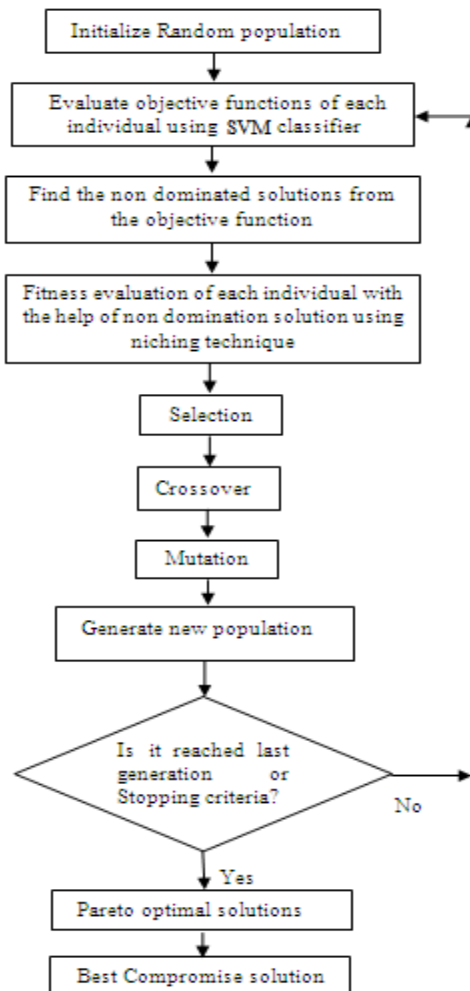 Initialize Random population
Evaluate objective functions of each
individual using SVM classifier
Find the non dominated solutions from
the objective function
Fitness evaluation of each individual with
the help of non domination solution using
niching technique
Selection
Crossover
Mutation
Generate new population
Is it reached last
generation or
Stopping criteria?
No
Yes
Pareto optimal solutions
Best Compromise solution